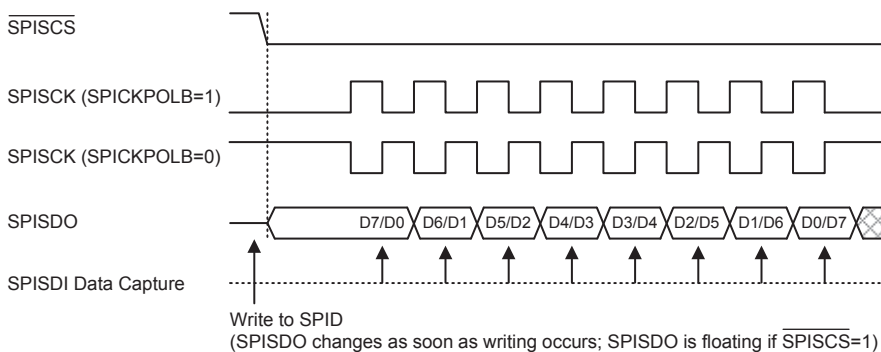 SPISCS
SPISCK (SPICKPOLB=1)
SPISCK (SPICKPOLB=0)
SPISDO
D7/D0 D6/D1 D5/D2 D4/D3 D3/D4 D2/D5 D1/D6 D0/D7
SPISDI Data Capture
Write to SPID
(SPISDO changes as soon as writing occurs; SPISDO is floating if SPISCS=1)